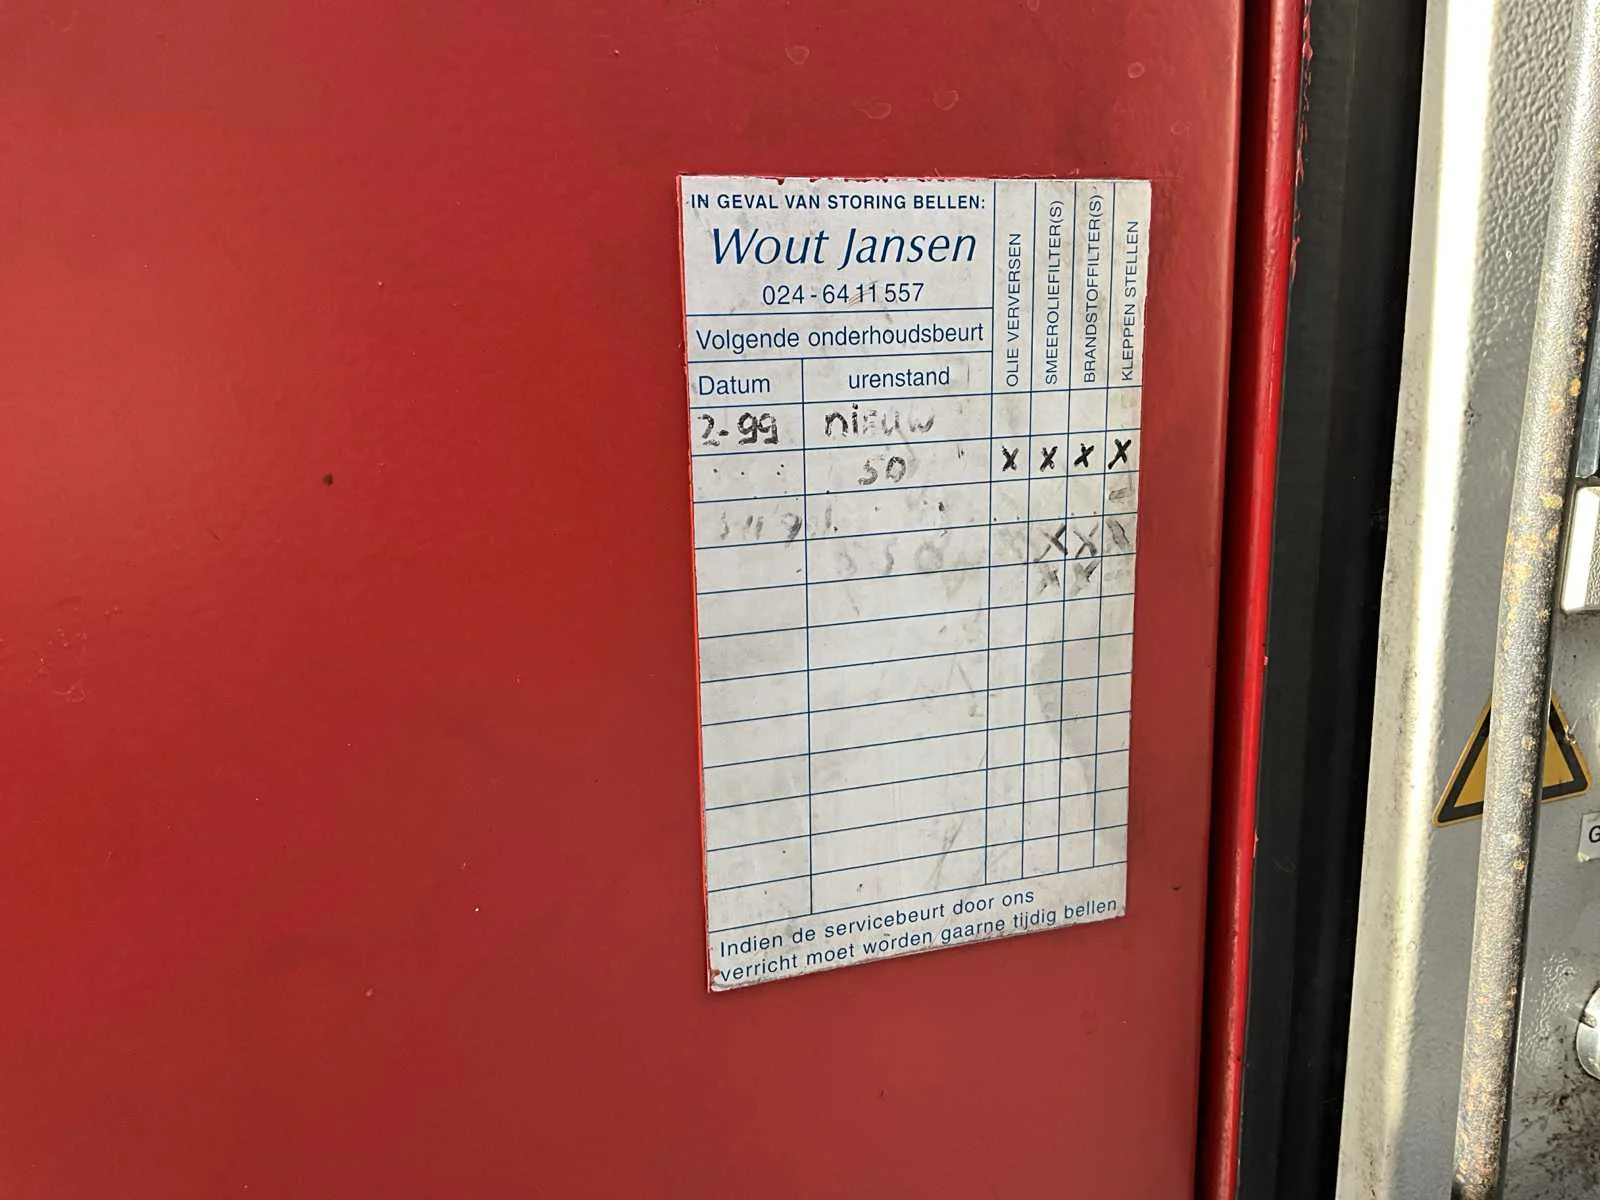 IN GEVAL VAN STORING BELLEN:
Wout Jansen
024-6411557
Volgende onderhoudsbeurt
Datum urenstand OLIE VERVERSEN SMEEROLIEFILTER(S) BRANDSTOFFILTER(S) KLEPPEN STELLEN
2-99 nieuw
50 x x x x
x x
x x
Indien de servicebeurt door ons
verricht moet worden gaarne tijdig bellen
G